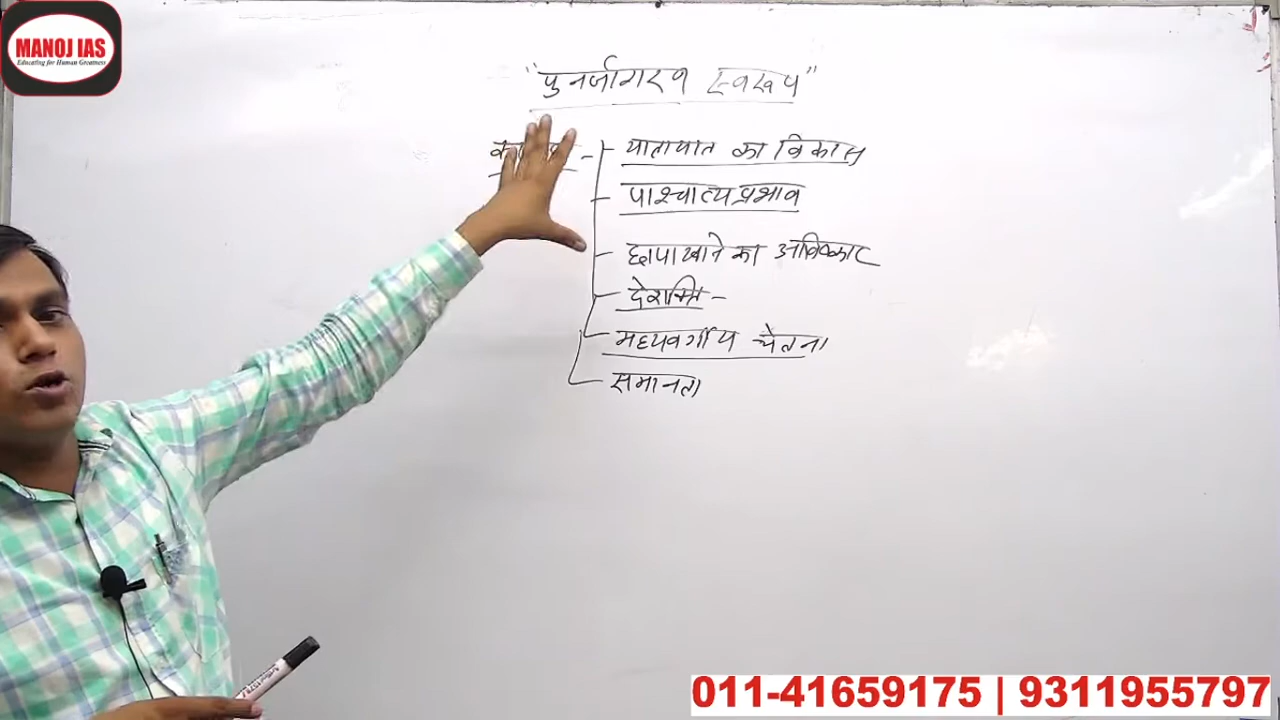 MANOJ IAS
Educating for Human Greatness
"पुनर्जागरण स्वरूप"
यातायात का विकास
पाश्चात्य प्रभाव
छापाखाने का आविष्कार
देशभक्ति -
मध्यवर्गीय चेतना
समानता
011-41659175 | 9311955797